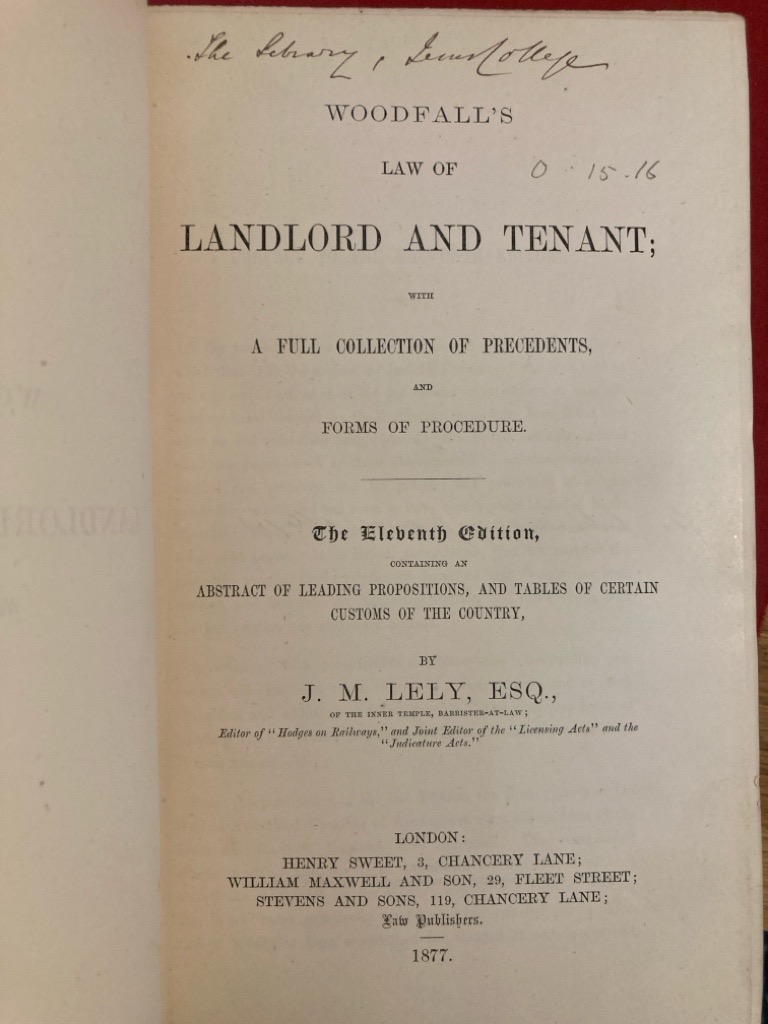 The Library, Jesus College
WOODFALL'S
LAW OF
0 . 15 . 16
LANDLORD AND TENANT;
WITH
A FULL COLLECTION OF PRECEDENTS,
AND
FORMS OF PROCEDURE.
The Eleventh Edition,
CONTAINING AN
ABSTRACT OF LEADING PROPOSITIONS, AND TABLES OF CERTAIN
CUSTOMS OF THE COUNTRY,
BY
J. M. LELY, ESQ.,
OF THE INNER TEMPLE, BARRISTER-AT-LAW;
Editor of "Hodges on Railways," and Joint Editor of the "Licensing Acts" and the
"Judicature Acts."
LONDON:
HENRY SWEET, 3, CHANCERY LANE;
WILLIAM MAXWELL AND SON, 29, FLEET STREET;
STEVENS AND SONS, 119, CHANCERY LANE;
Law Publishers.
1877.